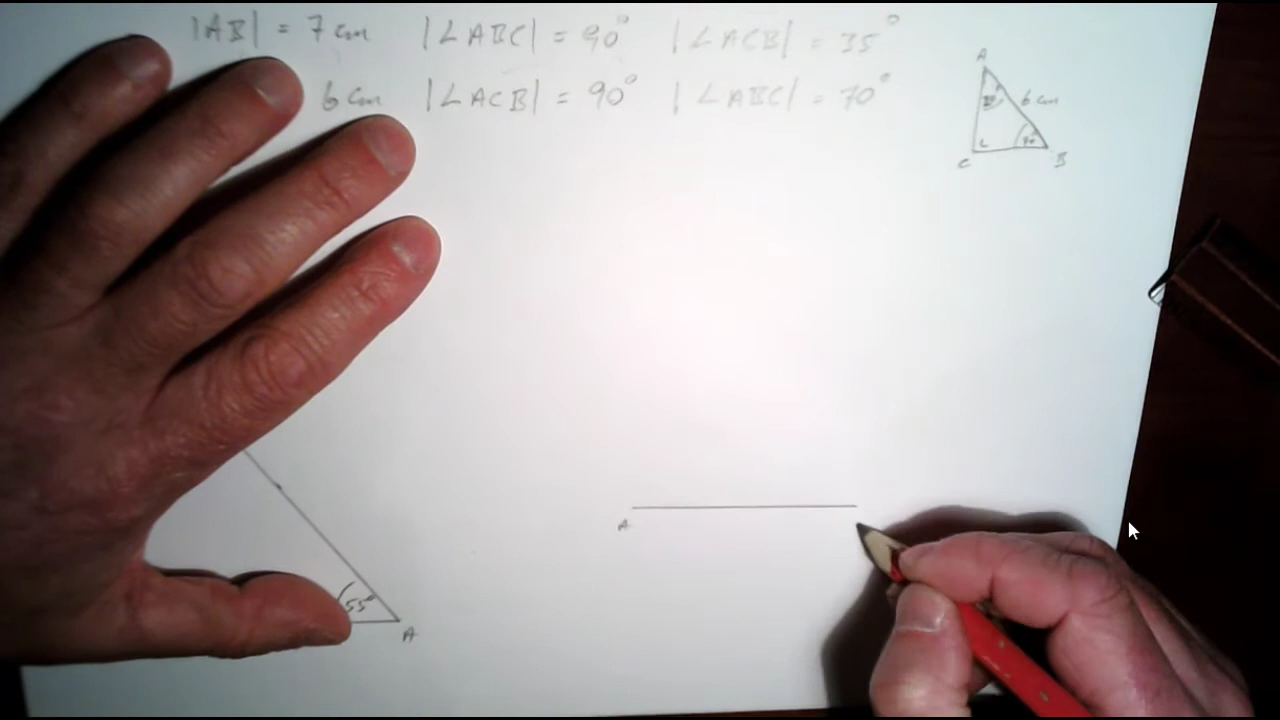 |AB| = 7 cm |∠ABC| = 90° |∠ACB| = 35°
6 cm |∠ACB| = 90° |∠ABC| = 70°
A
6 cm
C B
A
55°
A